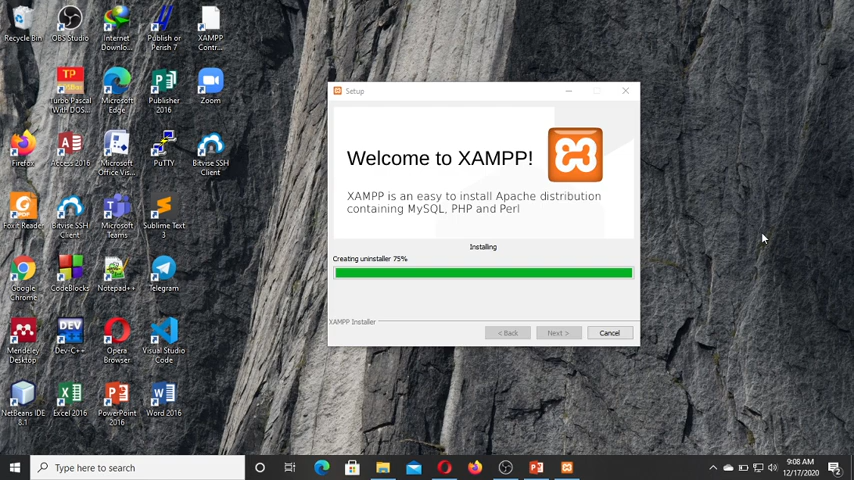 Recycle Bin
OBS Studio
Internet
Downlo...
Publish or
Perish 7
XAMPP
Contr...
TP
Turbo Pascal
With DOS...
Microsoft
Edge
Publisher
2016
Zoom
Firefox
Access 2016
Microsoft
Office Vis...
PuTTY
Bitvise SSH
Client
Foxit Reader
Bitvise SSH
Client
Microsoft
Teams
Sublime Text
3
Google
Chrome
CodeBlocks
Notepad++
Telegram
Mendeley
Desktop
DEV
Dev-C++
Opera
Browser
Visual Studio
Code
NetBeans IDE
8.1
Excel 2016
PowerPoint
2016
Word 2016
Setup
Welcome to XAMPP!
XAMPP is an easy to install Apache distribution
containing MySQL, PHP and Perl
Installing
Creating uninstaller 75%
XAMPP Installer
< Back
Next >
Cancel
Type here to search
9:08 AM
12/17/2020
2